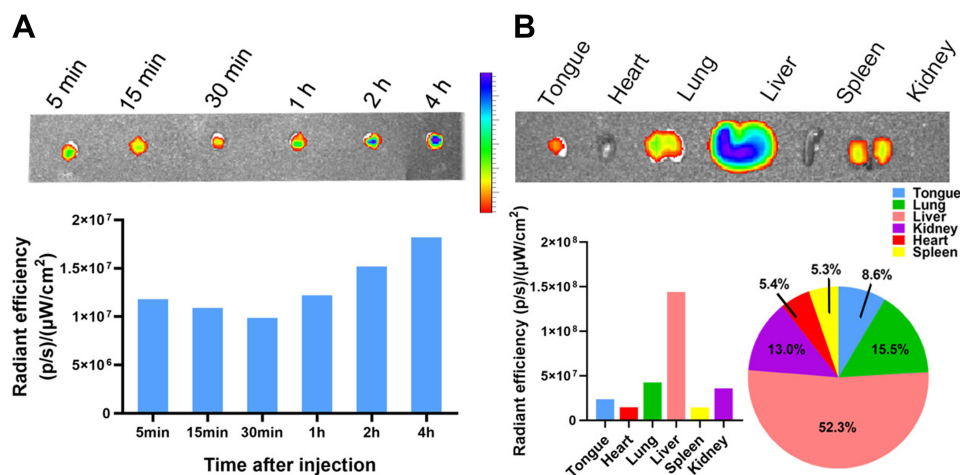 A
5 min
15 min
30 min
1 h
2 h
4 h
Radiant efficiency
(p/s)/(μW/cm²)
2×10⁷
1.5×10⁷
1×10⁷
5×10⁶
0
5min
15min
30min
1h
2h
4h
Time after injection
B
Tongue
Heart
Lung
Liver
Spleen
Kidney
Radiant efficiency (p/s)/(μW/cm²)
2×10⁸
1.5×10⁸
1×10⁸
5×10⁷
0
Tongue
Heart
Lung
Liver
Spleen
Kidney
Tongue
Lung
Liver
Kidney
Heart
Spleen
5.4%
5.3%
8.6%
13.0%
15.5%
52.3%